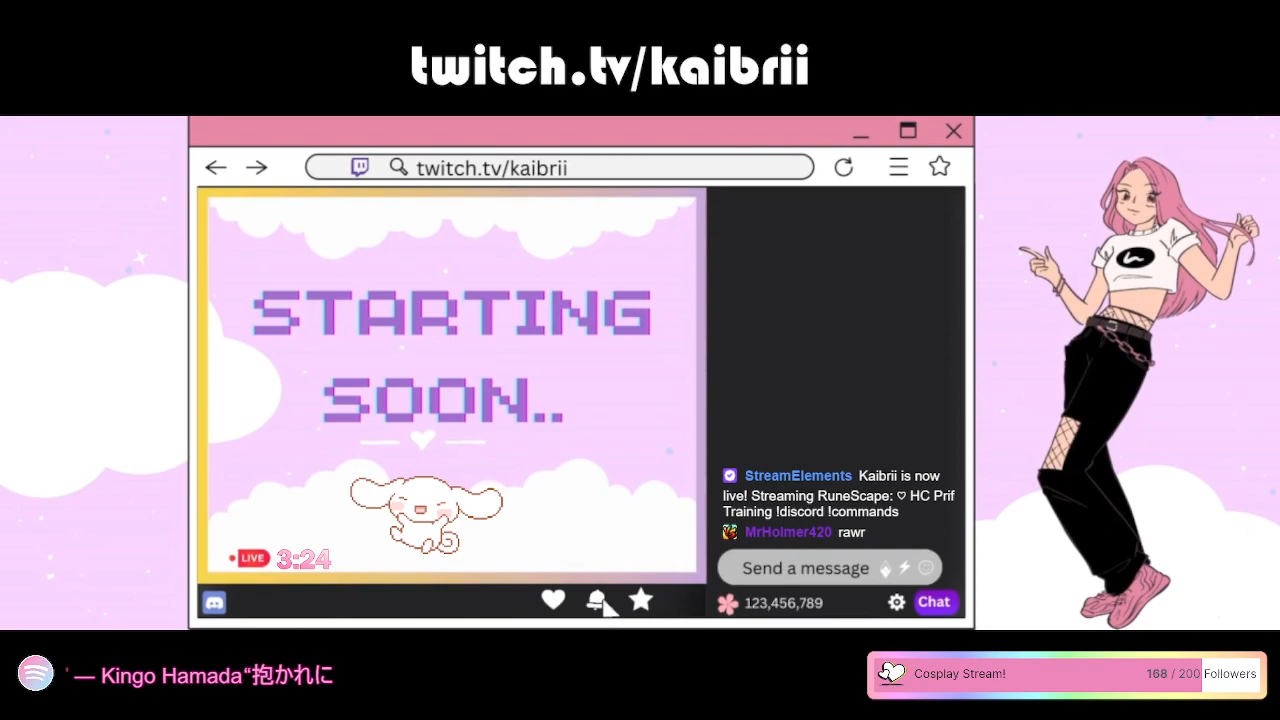 twitch.tv/kaibrii
twitch.tv/kaibrii
STARTING
SOON..
LIVE 3:24
StreamElements Kaibrii is now
live! Streaming RuneScape: ♡ HC Prif
Training !discord !commands
MrHolmer420 rawr
Send a message
123,456,789
Chat
' — Kingo Hamada“抱かれに
Cosplay Stream! 168 / 200 Followers